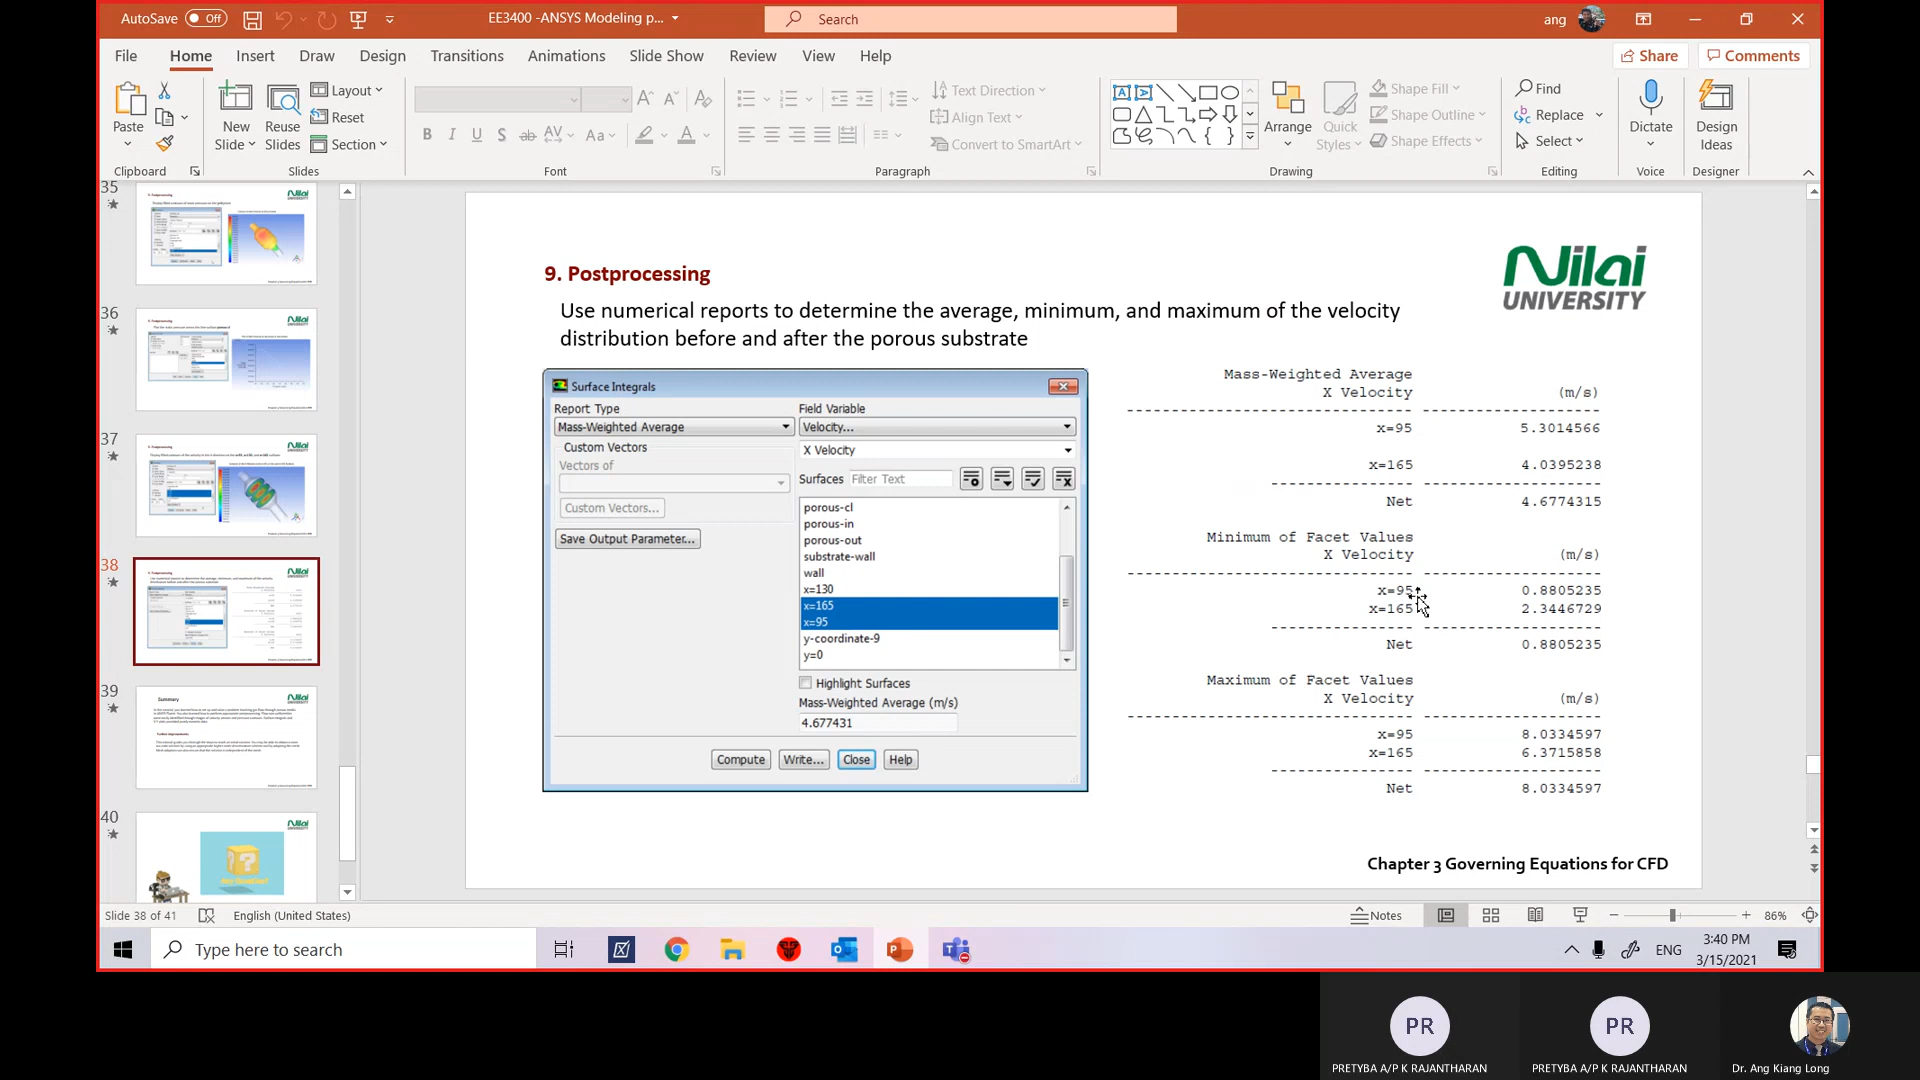 AutoSave Off EE3400 -ANSYS Modeling p... Search ang
File Home Insert Draw Design Transitions Animations Slide Show Review View Help Share Comments
Paste
Clipboard
New Slide
Reuse Slides
Layout
Reset
Section
Slides
B I U S ab AV Aa A
Font
Text Direction
Align Text
Convert to SmartArt
Paragraph
Arrange
Quick Styles
Shape Fill
Shape Outline
Shape Effects
Drawing
Find
Replace
Select
Editing
Dictate
Voice
Design Ideas
Designer
35
36
37
38
39
Summary
40
9. Postprocessing
Use numerical reports to determine the average, minimum, and maximum of the velocity
distribution before and after the porous substrate
Nilai
UNIVERSITY
Surface Integrals
Report Type
Mass-Weighted Average
Custom Vectors
Vectors of
Custom Vectors...
Save Output Parameter...
Field Variable
Velocity...
X Velocity
Surfaces Filter Text
porous-cl
porous-in
porous-out
substrate-wall
wall
x=130
x=165
x=95
y-coordinate-9
y=0
Highlight Surfaces
Mass-Weighted Average (m/s)
4.677431
Compute Write... Close Help
Mass-Weighted Average
X Velocity (m/s)
x=95 5.3014566
x=165 4.0395238
Net 4.6774315
Minimum of Facet Values
X Velocity (m/s)
x=95 0.8805235
x=165 2.3446729
Net 0.8805235
Maximum of Facet Values
X Velocity (m/s)
x=95 8.0334597
x=165 6.3715858
Net 8.0334597
Chapter 3 Governing Equations for CFD
Slide 38 of 41 English (United States) Notes 86%
Type here to search ENG 3:40 PM
3/15/2021
PR PR
PRETYBA A/P K RAJANTHARAN PRETYBA A/P K RAJANTHARAN Dr. Ang Kiang Long